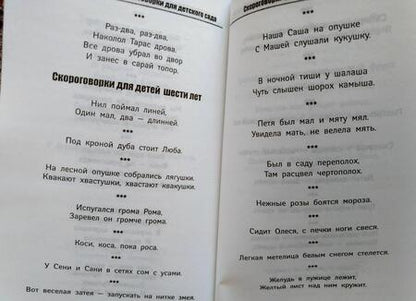 говорки для детского сада
***
Раз-два, раз-два,
Наколол Тарас дрова.
Все дрова убрал во двор
И занес в сарай топор.
Скороговорки для детей шести лет
Нил поймал линей,
Один мал, два — длинней.
***
Под кроной дуба стоит Люба.
***
На лесной опушке собрались лягушки.
Квакают хвастушки, хвастают квакушки.
***
Испугался грома Рома,
Заревел он громче грома.
***
Коси, коса, пока роса.
***
У Сени и Сани в сетях сом с усами.
***
Вот веселая затея — запускать на нитке змея.
Скороговорки
Наша Саша на опушке
С Машей слушали кукушку.
***
В ночной тиши у шалаша
Чуть слышен шорох камыша.
***
Петя был мал и мяту мял.
Увидела мать, не велела мять.
***
Был в саду переполох,
Там расцвел чертополох.
***
Нежные розы боятся мороза.
***
Сидит Олеся, с печки ноги свеся.
***
Легкая метелица белым снегом стелется.
***
Желудь в лужице лежит,
Желтый лист над ним кружит.